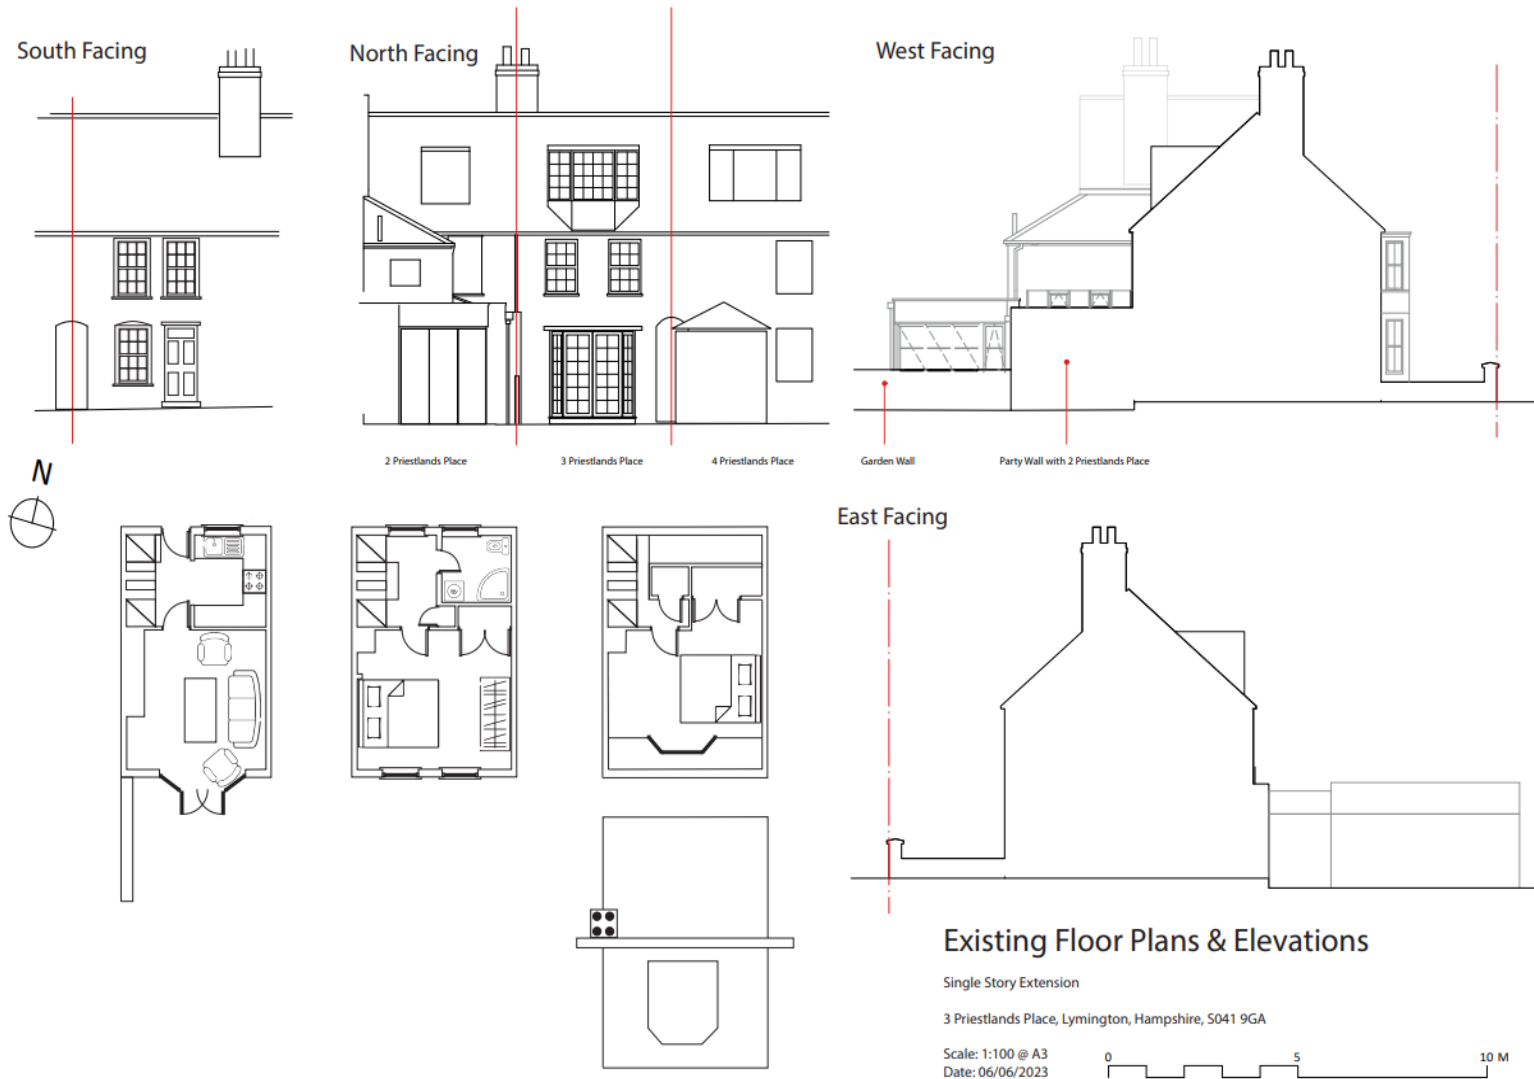 South Facing
North Facing
West Facing
2 Priestlands Place
3 Priestlands Place
4 Priestlands Place
Garden Wall
Party Wall with 2 Priestlands Place
N
East Facing
Existing Floor Plans & Elevations
Single Story Extension
3 Priestlands Place, Lymington, Hampshire, S041 9GA
Scale: 1:100 @ A3
Date: 06/06/2023
0 5 10 M